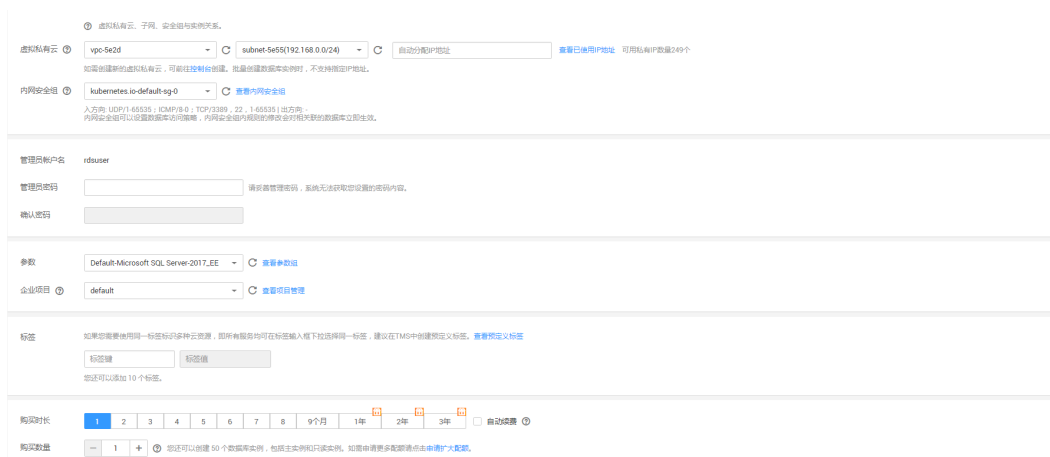 虚拟私有云、子网、安全组与实例关系。
虚拟私有云 vpc-5e2d subnet-5e55(192.168.0.0/24) 自动分配IP地址 查看已使用IP地址 可用私有IP数量249个
如需创建新的虚拟私有云，可前往控制台创建。批量创建数据库实例时，不支持指定IP地址。
内网安全组 kubernetes.io-default-sg-0 查看内网安全组
入方向: UDP/1-65535；ICMP/8-0；TCP/3389，22，1-65535 | 出方向: -
内网安全组可以设置数据库访问策略，内网安全组内规则的修改会对相关联的数据库立即生效。
管理员帐户名 rdsuser
管理员密码 请妥善管理密码，系统无法获取您设置的密码内容。
确认密码
参数 Default-Microsoft SQL Server-2017_EE 查看参数组
企业项目 default 查看项目管理
标签 如果您需要使用同一标签标识多种云资源，即所有服务均可在标签输入框下拉选择同一标签，建议在TMS中创建预定义标签。查看预定义标签
标签键 标签值
您还可以添加 10 个标签。
购买时长 1 2 3 4 5 6 7 8 9个月 1年 2年 3年 自动续费
购买数量 － 1 + 您还可以创建 50 个数据库实例，包括主实例和只读实例。如需申请更多配额请点击申请扩大配额。